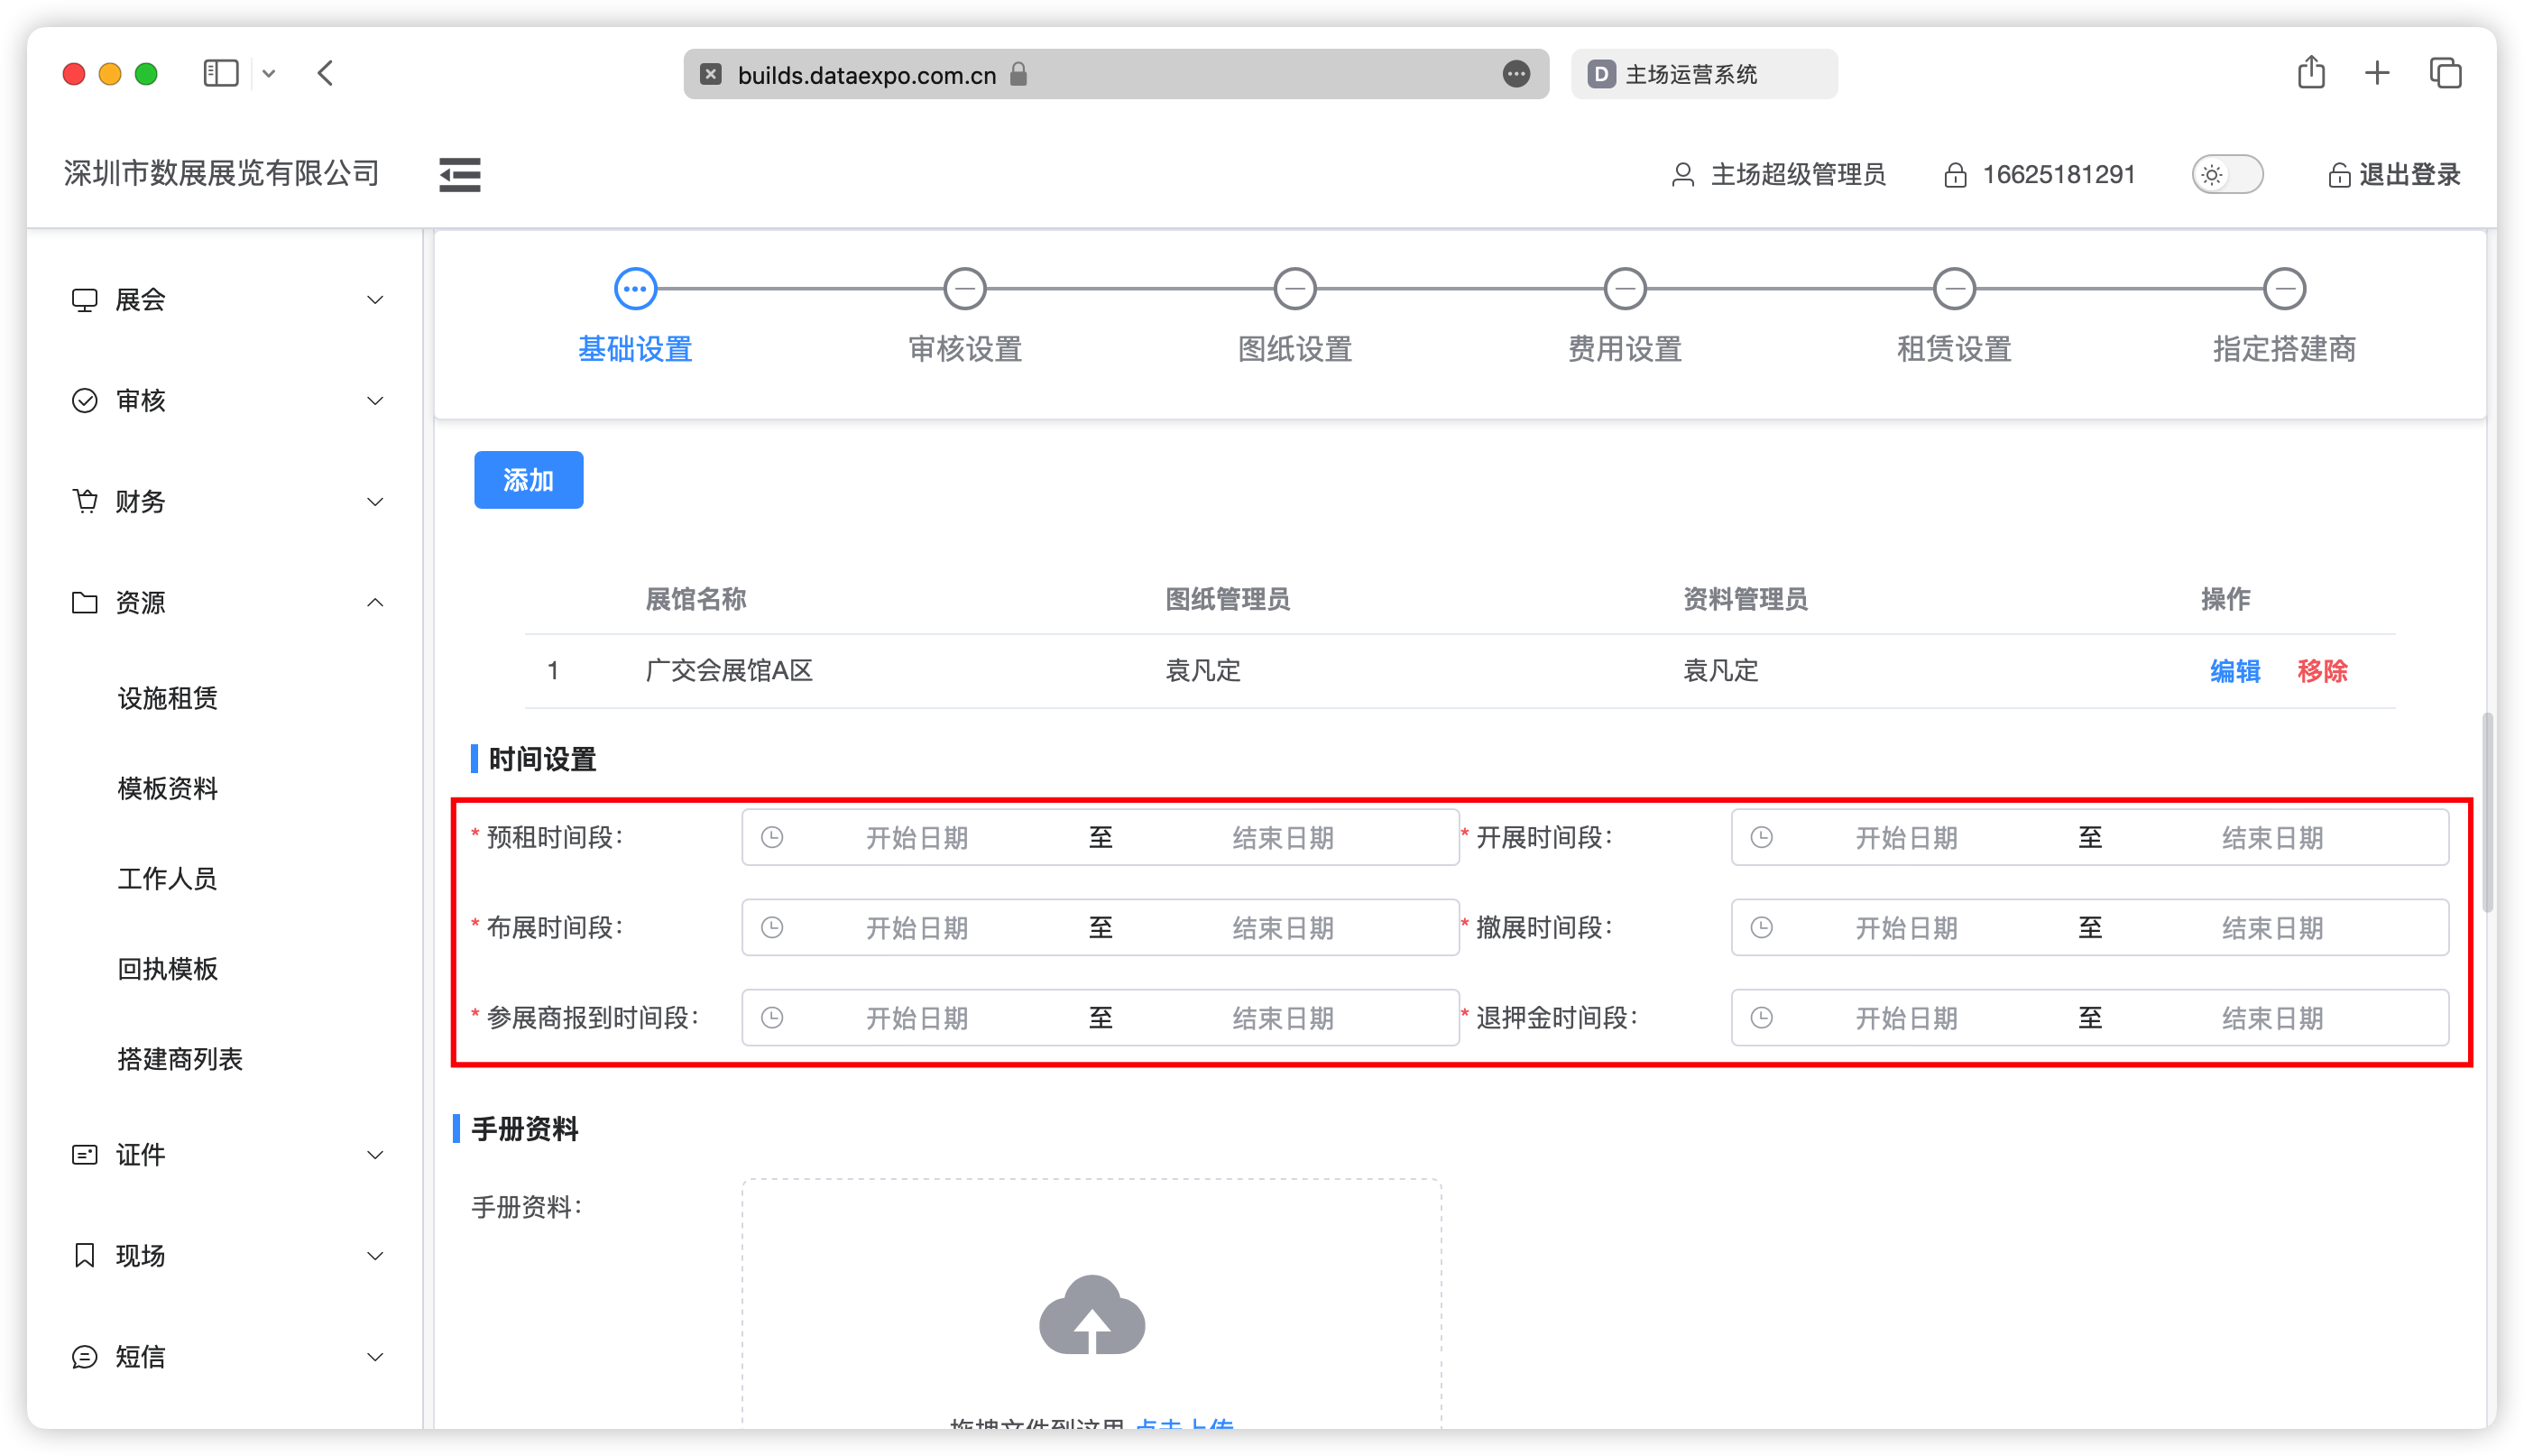 builds.dataexpo.com.cn
D 主场运营系统
深圳市数展展览有限公司
主场超级管理员
16625181291
退出登录
展会
审核
财务
资源
设施租赁
模板资料
工作人员
回执模板
搭建商列表
证件
现场
短信
基础设置
审核设置
图纸设置
费用设置
租赁设置
指定搭建商
添加
展馆名称 图纸管理员 资料管理员 操作
1 广交会展馆A区 袁凡定 袁凡定 编辑 移除
时间设置
* 预租时间段： 开始日期 至 结束日期 * 开展时间段： 开始日期 至 结束日期
* 布展时间段： 开始日期 至 结束日期 * 撤展时间段： 开始日期 至 结束日期
* 参展商报到时间段： 开始日期 至 结束日期 * 退押金时间段： 开始日期 至 结束日期
手册资料
手册资料：
拖拽文件到这里 点击上传